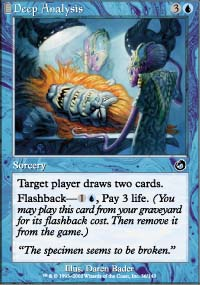 Deep Analysis 3
Sorcery
Target player draws two cards.
Flashback—1, Pay 3 life. (You
may play this card from your graveyard
for its flashback cost. Then remove
it from the game.)
"The specimen seems to be broken."
Illus. Daren Bader
™ & © 1993-2002 Wizards of the Coast, Inc. 36/143